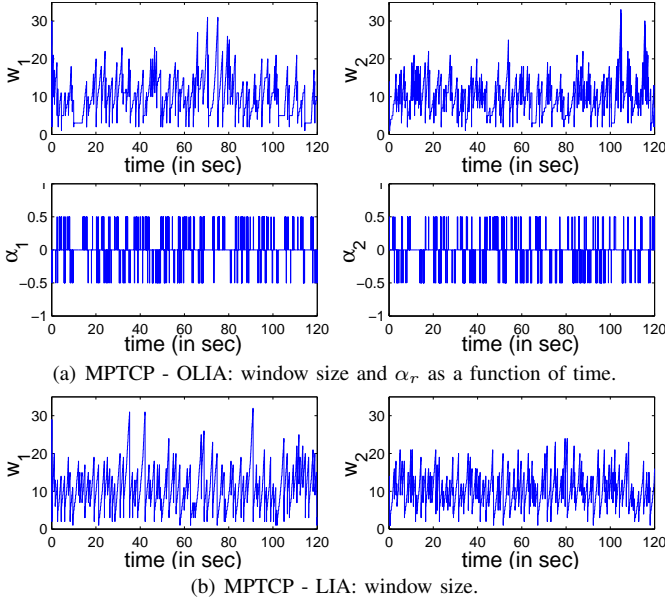 w1
30
20
10
0
0 20 40 60 80 100 120
time (in sec)
w2
30
20
10
0
0 20 40 60 80 100 120
time (in sec)
α1
1
0.5
0
−0.5
−1
0 20 40 60 80 100 120
time (in sec)
α2
1
0.5
0
−0.5
−1
0 20 40 60 80 100 120
time (in sec)
(a) MPTCP - OLIA: window size and αr as a function of time.
w1
30
20
10
0
0 20 40 60 80 100 120
time (in sec)
w2
30
20
10
0
0 20 40 60 80 100 120
time (in sec)
(b) MPTCP - LIA: window size.